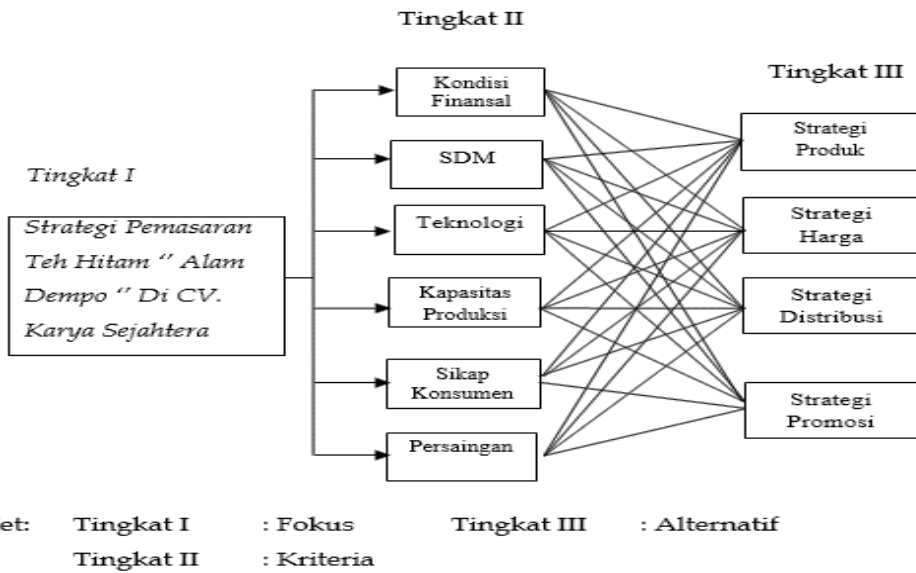 Tingkat II
Tingkat III
Tingkat I
Strategi Pemasaran
Teh Hitam “ Alam
Dempo “ Di CV.
Karya Sejahtera
Kondisi
Finansal
SDM
Teknologi
Kapasitas
Produksi
Sikap
Konsumen
Persaingan
Strategi
Produk
Strategi
Harga
Strategi
Distribusi
Strategi
Promosi
et: Tingkat I : Fokus Tingkat III : Alternatif
Tingkat II : Kriteria